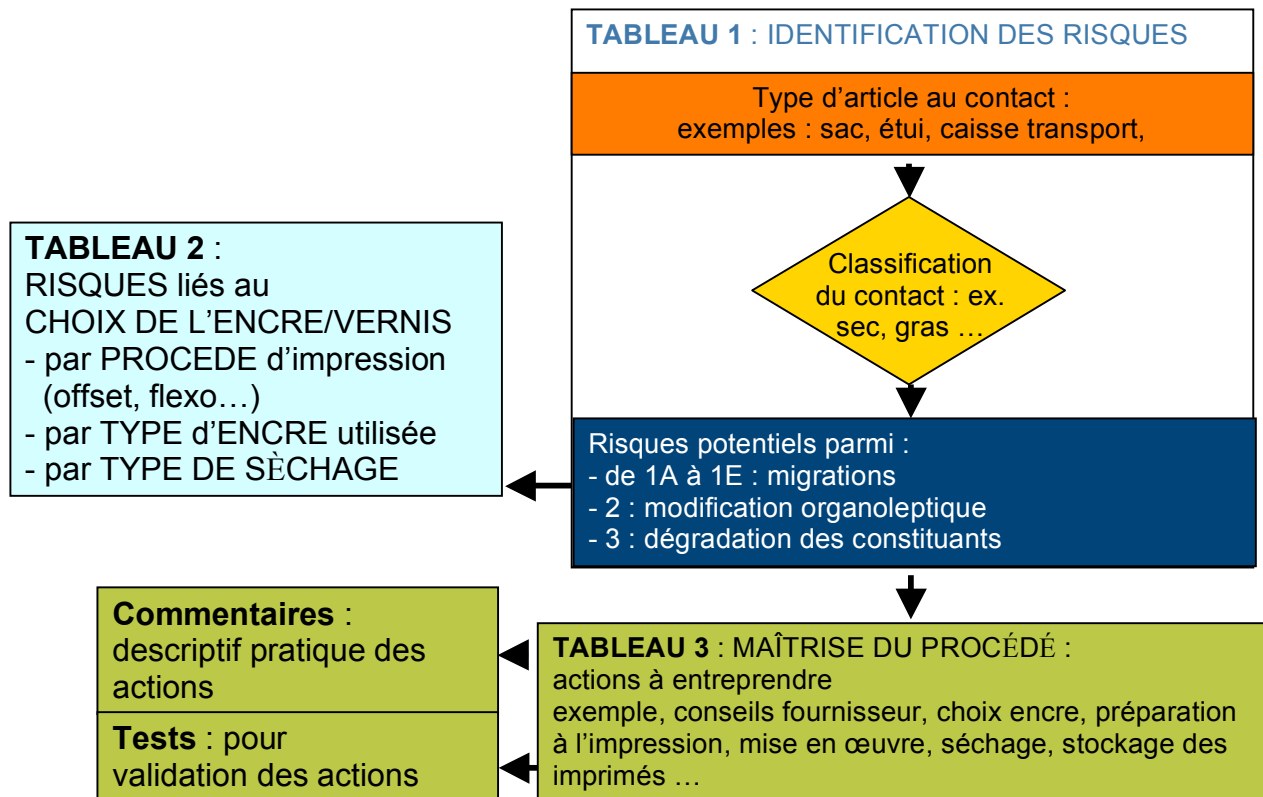 TABLEAU 1 : IDENTIFICATION DES RISQUES
Type d’article au contact :
exemples : sac, étui, caisse transport,
Classification
du contact : ex.
sec, gras …
Risques potentiels parmi :
- de 1A à 1E : migrations
- 2 : modification organoleptique
- 3 : dégradation des constituants
TABLEAU 2 :
RISQUES liés au
CHOIX DE L’ENCRE/VERNIS
- par PROCEDE d’impression
(offset, flexo…)
- par TYPE d’ENCRE utilisée
- par TYPE DE SÈCHAGE
TABLEAU 3 : MAÎTRISE DU PROCÉDÉ :
actions à entreprendre
exemple, conseils fournisseur, choix encre, préparation
à l’impression, mise en œuvre, séchage, stockage des
imprimés …
Commentaires :
descriptif pratique des
actions
Tests : pour
validation des actions